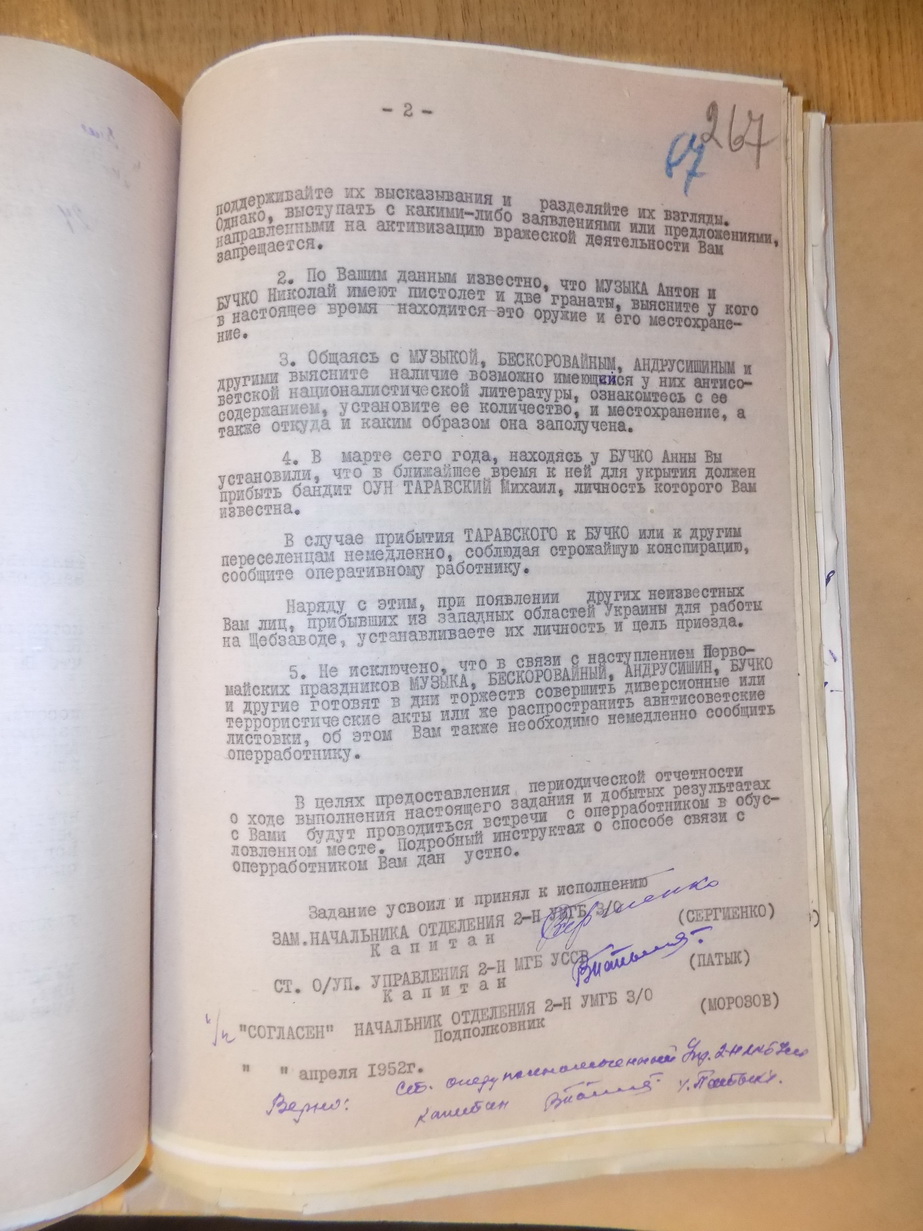 - 2 -
267
87
поддерживайте их высказывания и разделяйте их взгляды.
Однако, выступать с какими-либо заявлениями или предложениями,
направленными на активизацию вражеской деятельности Вам
запрещается.
2. По Вашим данным известно, что МУЗЫКА Антон и
БУЧКО Николай имеют пистолет и две гранаты, выясните у кого
в настоящее время находится это оружие и его местохране-
ние.
3. Общаясь с МУЗЫКОЙ, БЕСКОРОВАЙНЫМ, АНДРУСИШИНЫМ и
другими выясните наличие возможно имеющейся у них антисо-
ветской националистической литературы, ознакомьтесь с ее
содержанием, установите ее количество, и местохранение, а
также откуда и каким образом она заполучена.
4. В марте сего года, находясь у БУЧКО Анны Вы
установили, что в ближайшее время к ней для укрытия должен
прибыть бандит ОУН ТАРАВСКИЙ Михаил, личность которого Вам
известна.
В случае прибытия ТАРАВСКОГО к БУЧКО или к другим
переселенцам немедленно, соблюдая строжайшую конспирацию,
сообщите оперативному работнику.
Наряду с этим, при появлении других неизвестных
Вам лиц, прибывших из западных областей Украины для работы
на Щебзаводе, устанавливаете их личность и цель приезда.
5. Не исключено, что в связи с наступлением Перво-
майских праздников МУЗЫКА, БЕСКОРОВАЙНЫЙ, АНДРУСИШИН, БУЧКО
и другие готовят в дни торжеств совершить диверсионные или
террористические акты или же распространить авнтисоветские
листовки, об этом Вам также необходимо немедленно сообщить
оперработнику.
В целях предоставления периодической отчетности
о ходе выполнения настоящего задания и добытых результатах
с Вами будут проводиться встречи с оперработником в обус-
ловленном месте. Подробный инструктаж о способе связи с
оперработником Вам дан устно.
Задание усвоил и принял к исполнению
ЗАМ.НАЧАЛЬНИКА ОТДЕЛЕНИЯ 2-Н УМГБ З/О (СЕРГИЕНКО)
Капитан
СТ. О/УП. УПРАВЛЕНИЯ 2-Н МГБ УССР (ПАТЫК)
Капитан
п/п "СОГЛАСЕН" НАЧАЛЬНИК ОТДЕЛЕНИЯ 2-Н УМГБ З/О (МОРОЗОВ)
Подполковник
" " апреля 1952г.
Верно: Ст. оперуполномоченный Упр. 2-Н МГБ УССР
капитан /Патык/.